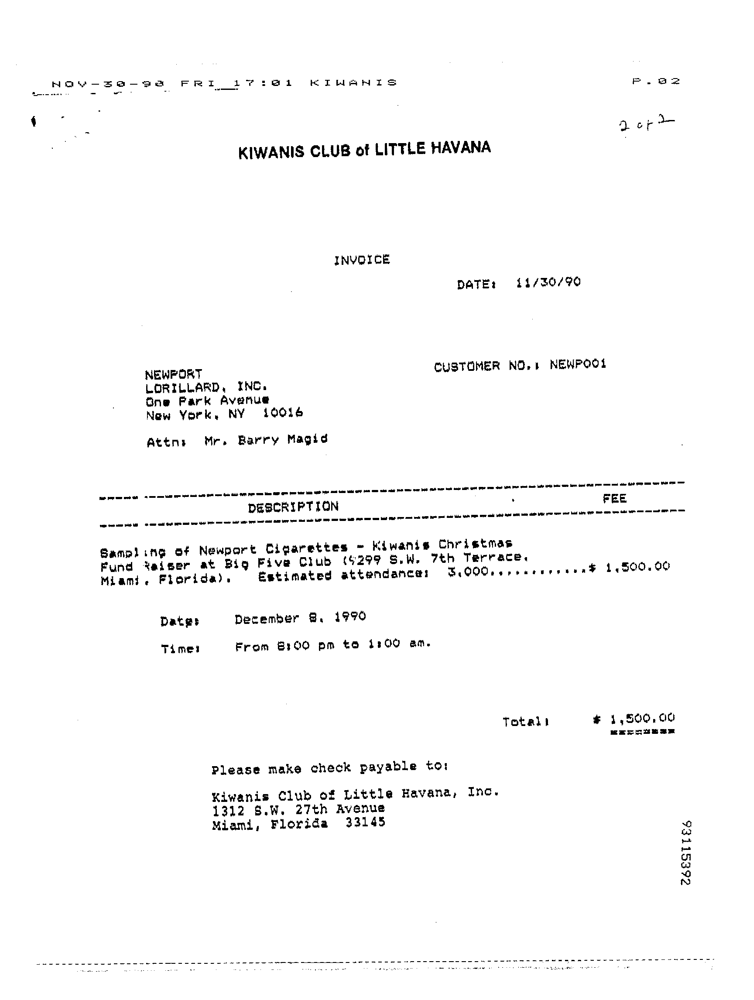 NOV-30-90 FRI 17:01 KIWANIS P.02
2 of 2
KIWANIS CLUB of LITTLE HAVANA
INVOICE
DATE: 11/30/90
NEWPORT
CUSTOMER NO.: NEWP001
LORILLARD, INC.
One Park Avenue
New York, NY 10016
Attn: Mr. Barry Magid
DESCRIPTION FEE
Sampling of Newport Cigarettes - Kiwanis Christmas
Fund Raiser at Big Five Club (9299 S.W. 7th Terrace,
Miami, Florida). Estimated attendance: 3,000............$ 1,500.00
Date: December 8, 1990
Time: From 8:00 pm to 1:00 am.
Total: $ 1,500.00
Please make check payable to:
Kiwanis Club of Little Havana, Inc.
1312 S.W. 27th Avenue
Miami, Florida 33145
93115392